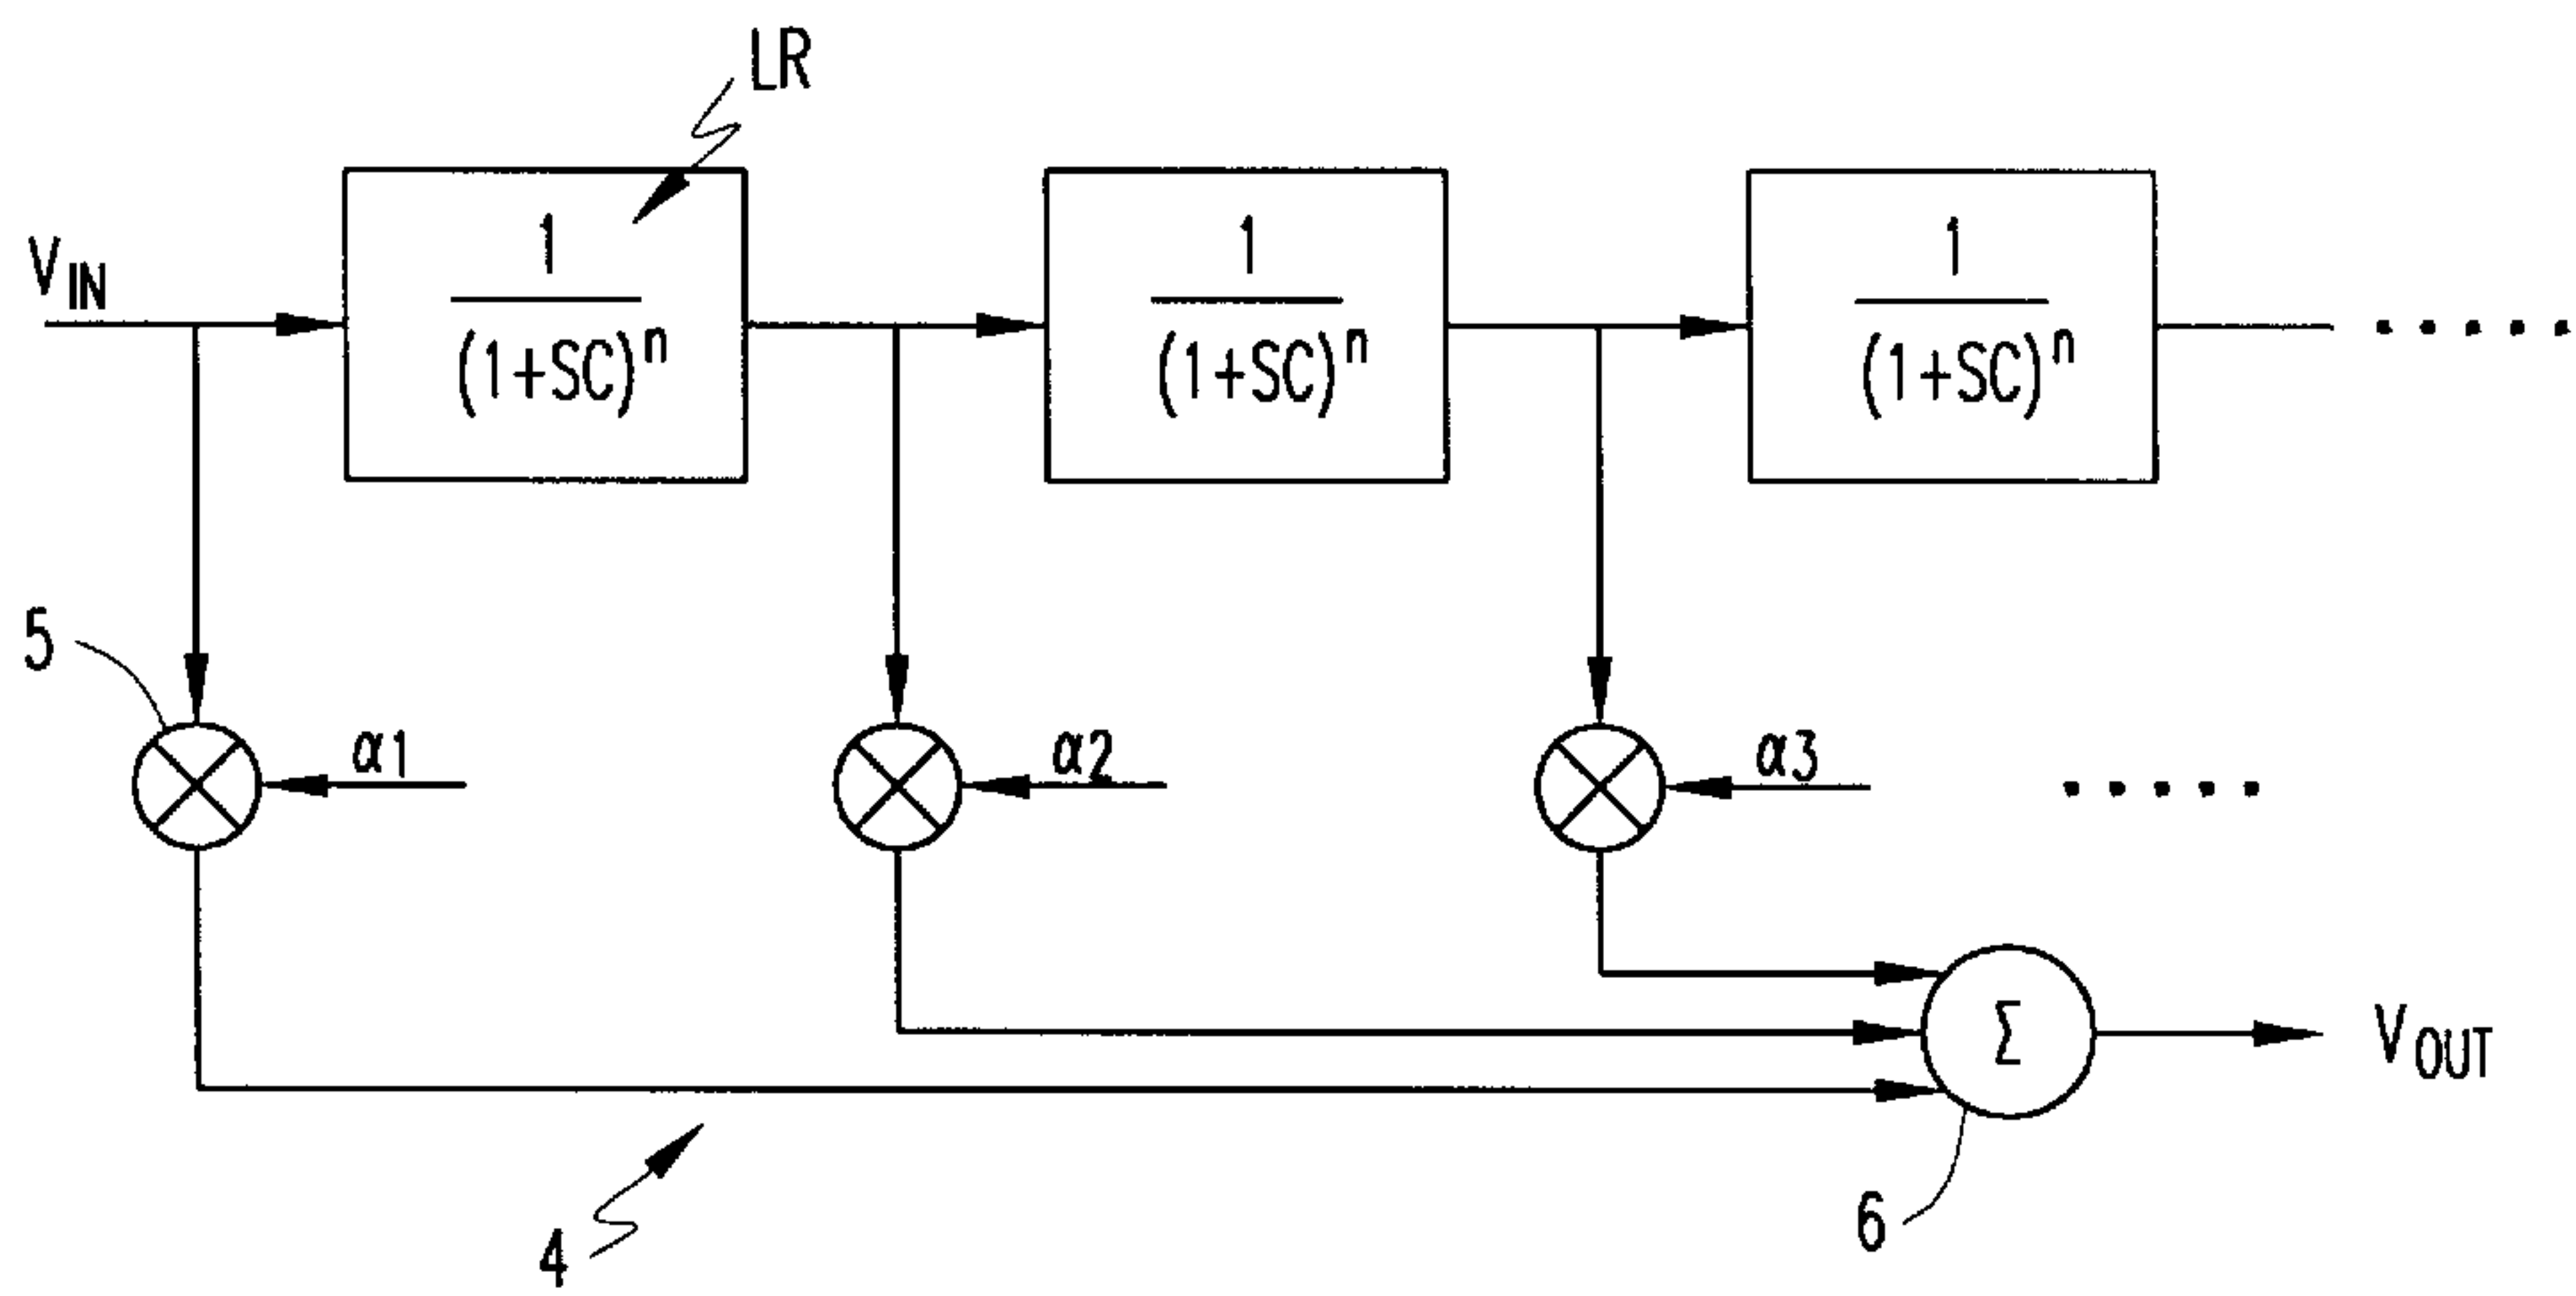 LR
V_IN
1
(1+SC)^n
1
(1+SC)^n
1
(1+SC)^n
.....
5
α1
α2
α3
.....
Σ
V_OUT
6
4